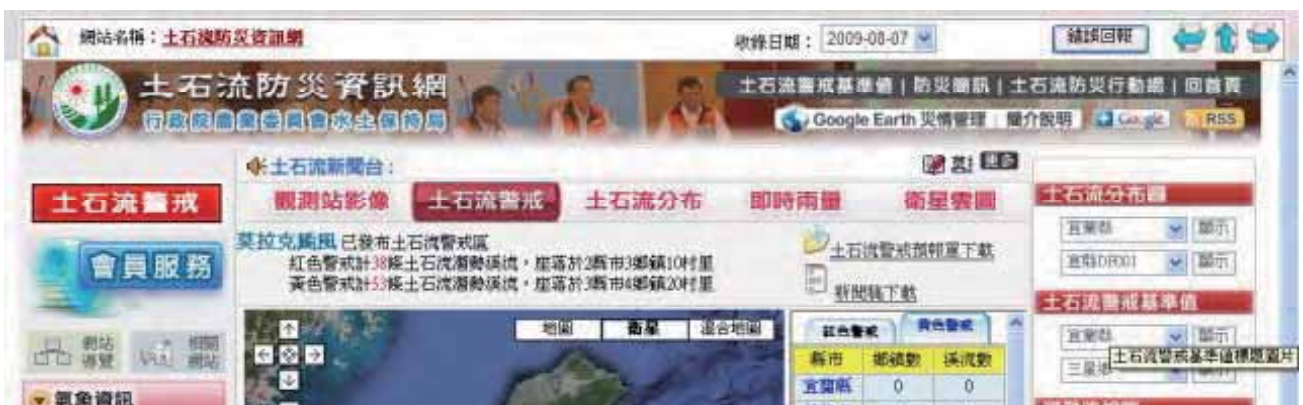 網站名稱：土石流防災資訊網
收錄日期： 2009-08-07
錯誤回報
土石流防災資訊網
行政院農業委員會水土保持局
土石流警戒基準值 | 防災簡訊 | 土石流防災行動網 | 回首頁
Google Earth 災情管理 | 簡介說明
Google
RSS
土石流新聞台：
更多
土石流警戒
會員服務
網站導覽
相關網站
氣象資訊
觀測站影像 土石流警戒 土石流分布 即時雨量 衛星雲圖
莫拉克颱風 已發布土石流警戒區
紅色警戒計38條土石流潛勢溪流，座落於2縣市3鄉鎮10村里
黃色警戒計53條土石流潛勢溪流，座落於3縣市4鄉鎮20村里
土石流警戒預報單下載
新聞稿下載
地圖 衛星 混合地圖
紅色警戒 黃色警戒
縣市 鄉鎮數 溪流數
宜蘭縣 0 0
土石流分布圖
宜蘭縣 顯示
宜縣DF001 顯示
土石流警戒基準值
宜蘭縣 顯示
土石流警戒基準值標題圖片